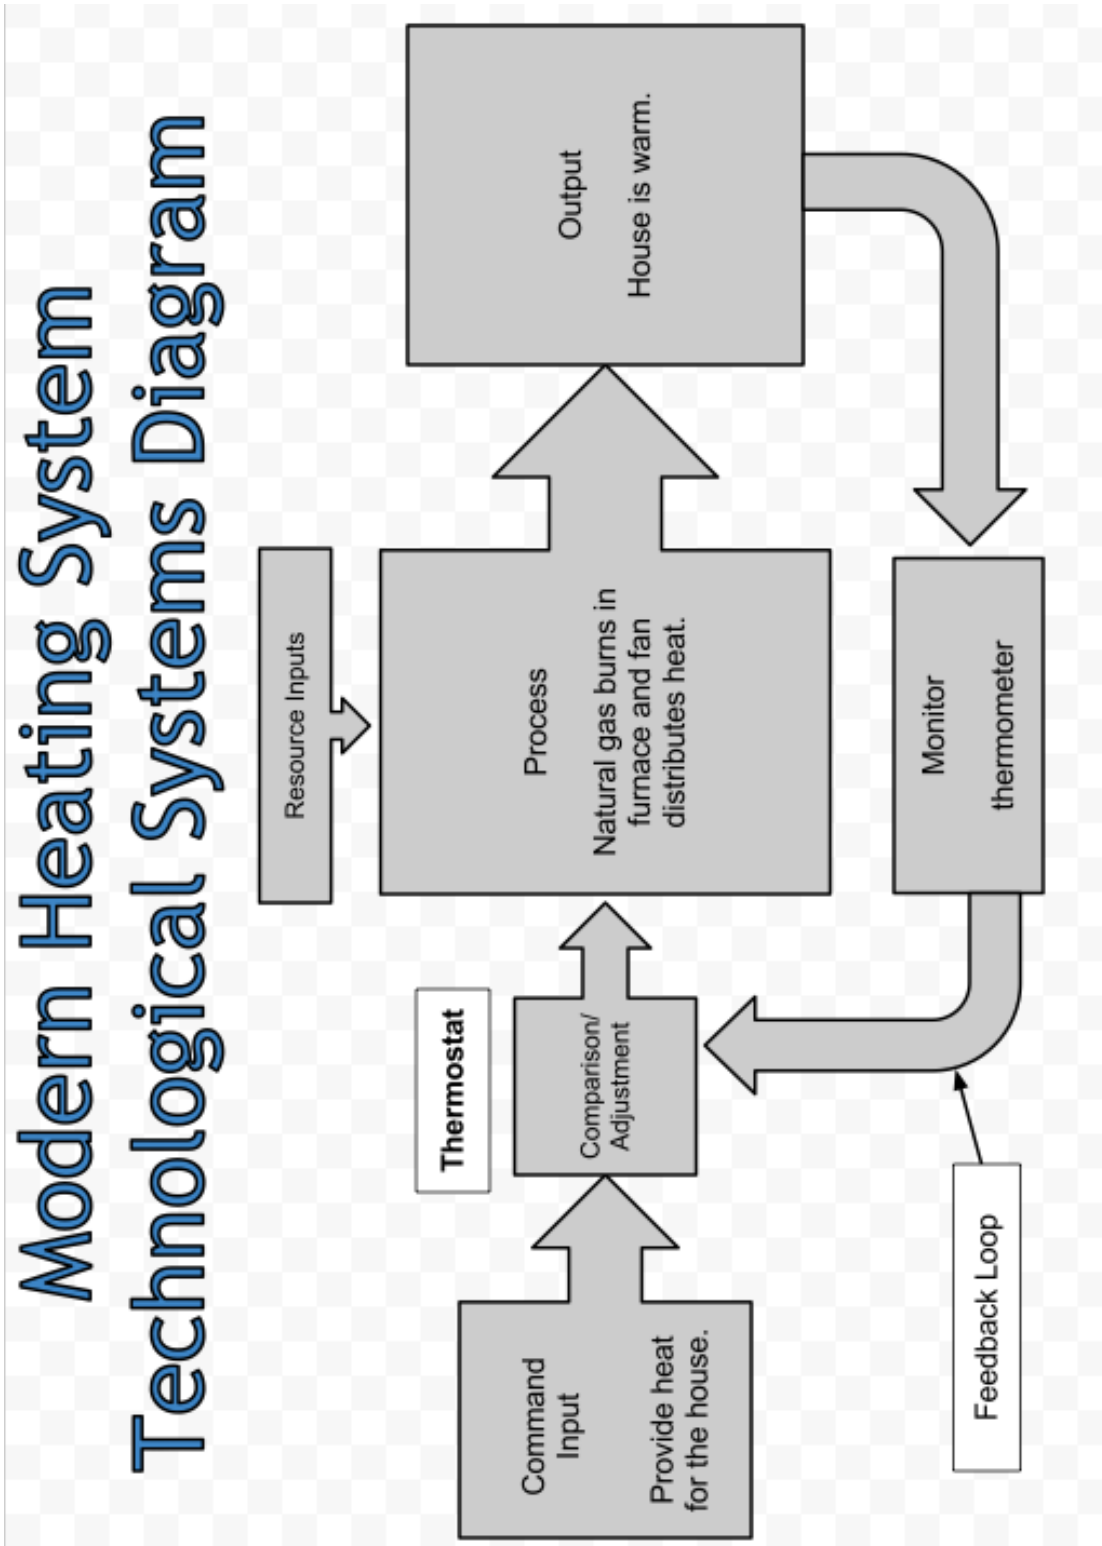 Modern Heating System
Technological Systems Diagram
Resource Inputs
Thermostat
Command
Input
Provide heat
for the house.
Comparison/
Adjustment
Process
Natural gas burns in
furnace and fan
distributes heat.
Output
House is warm.
Monitor
thermometer
Feedback Loop